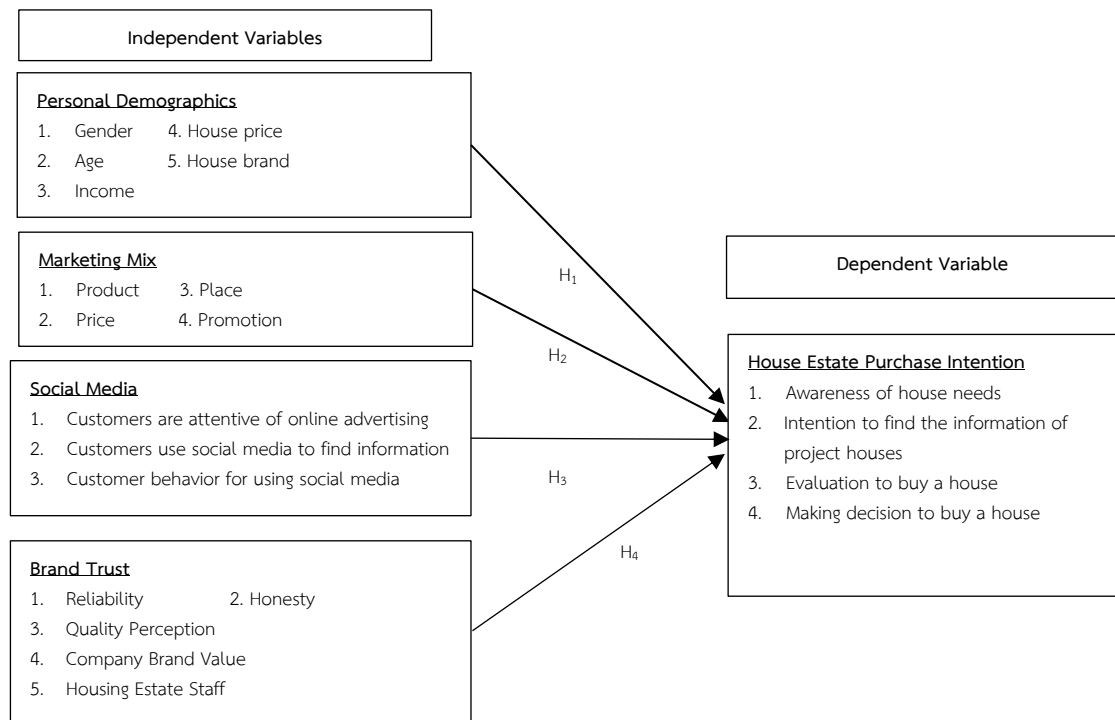 Independent Variables
Personal Demographics
1. Gender 4. House price
2. Age 5. House brand
3. Income
Marketing Mix
1. Product 3. Place
2. Price 4. Promotion
Social Media
1. Customers are attentive of online advertising
2. Customers use social media to find information
3. Customer behavior for using social media
Brand Trust
1. Reliability 2. Honesty
3. Quality Perception
4. Company Brand Value
5. Housing Estate Staff
H₁
H₂
H₃
H₄
Dependent Variable
House Estate Purchase Intention
1. Awareness of house needs
2. Intention to find the information of
project houses
3. Evaluation to buy a house
4. Making decision to buy a house